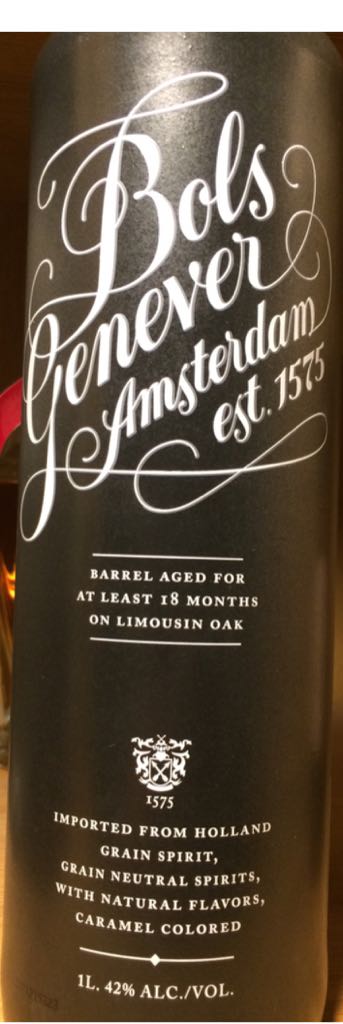 Bols
Genever
Amsterdam
est. 1575
BARREL AGED FOR
AT LEAST 18 MONTHS
ON LIMOUSIN OAK
1575
IMPORTED FROM HOLLAND
GRAIN SPIRIT,
GRAIN NEUTRAL SPIRITS,
WITH NATURAL FLAVORS,
CARAMEL COLORED
1L. 42% ALC./VOL.